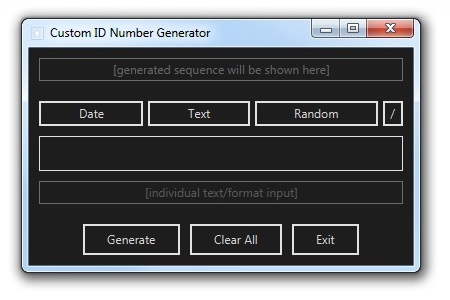 Custom ID Number Generator
[generated sequence will be shown here]
Date Text Random /
[individual text/format input]
Generate Clear All Exit